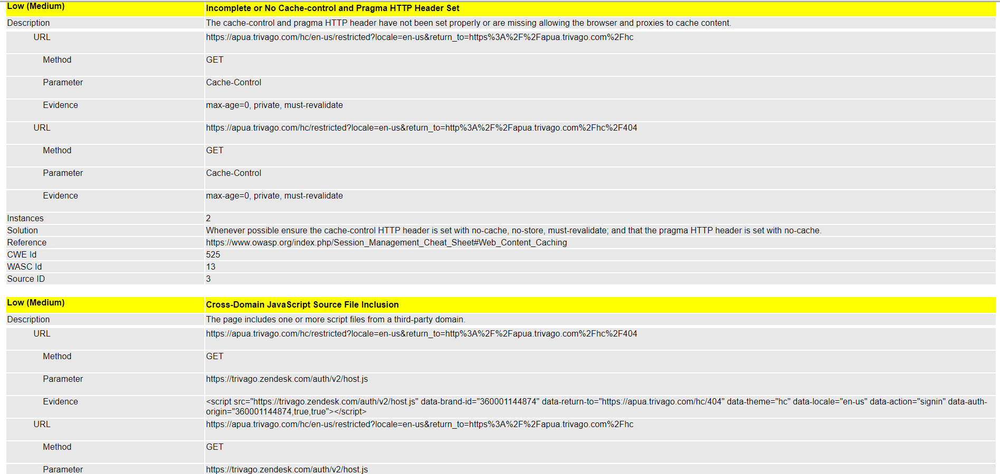 Low (Medium) Incomplete or No Cache-control and Pragma HTTP Header Set
Description The cache-control and pragma HTTP header have not been set properly or are missing allowing the browser and proxies to cache content.
URL https://apua.trivago.com/hc/en-us/restricted?locale=en-us&return_to=https%3A%2F%2Fapua.trivago.com%2Fhc
Method GET
Parameter Cache-Control
Evidence max-age=0, private, must-revalidate
URL https://apua.trivago.com/hc/restricted?locale=en-us&return_to=http%3A%2F%2Fapua.trivago.com%2Fhc%2F404
Method GET
Parameter Cache-Control
Evidence max-age=0, private, must-revalidate
Instances 2
Solution Whenever possible ensure the cache-control HTTP header is set with no-cache, no-store, must-revalidate; and that the pragma HTTP header is set with no-cache.
Reference https://www.owasp.org/index.php/Session_Management_Cheat_Sheet#Web_Content_Caching
CWE Id 525
WASC Id 13
Source ID 3
Low (Medium) Cross-Domain JavaScript Source File Inclusion
Description The page includes one or more script files from a third-party domain.
URL https://apua.trivago.com/hc/restricted?locale=en-us&return_to=http%3A%2F%2Fapua.trivago.com%2Fhc%2F404
Method GET
Parameter https://trivago.zendesk.com/auth/v2/host.js
Evidence <script src="https://trivago.zendesk.com/auth/v2/host.js" data-brand-id="360001144874" data-return-to="https://apua.trivago.com/hc/404" data-theme="hc" data-locale="en-us" data-action="signin" data-auth-
origin="360001144874,true,true"></script>
URL https://apua.trivago.com/hc/en-us/restricted?locale=en-us&return_to=https%3A%2F%2Fapua.trivago.com%2Fhc
Method GET
Parameter https://trivago.zendesk.com/auth/v2/host.js